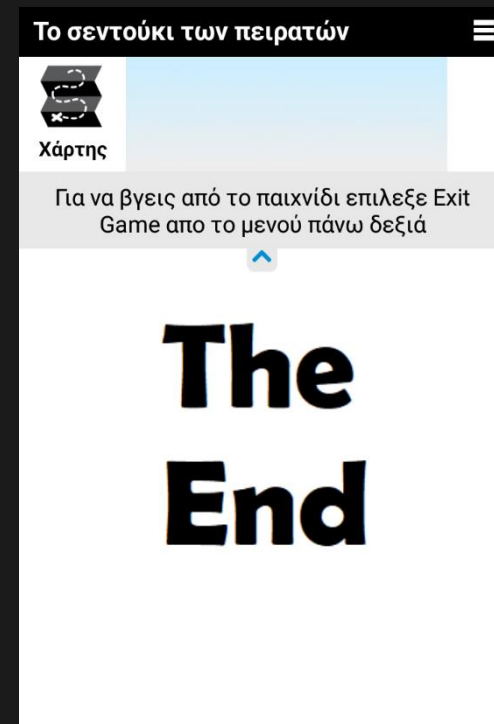 Το σεντούκι των πειρατών
Χάρτης
Για να βγεις από το παιχνίδι επιλεξε Exit
Game απο το μενού πάνω δεξιά
The
End